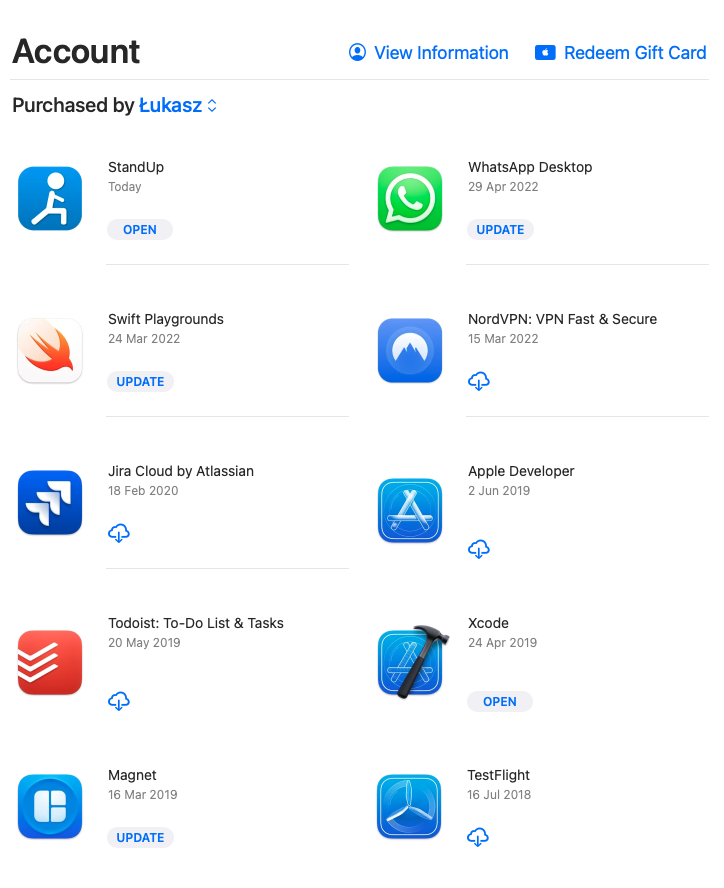 Account
View Information
Redeem Gift Card
Purchased by Łukasz
StandUp
Today
OPEN
WhatsApp Desktop
29 Apr 2022
UPDATE
Swift Playgrounds
24 Mar 2022
UPDATE
NordVPN: VPN Fast & Secure
15 Mar 2022
Jira Cloud by Atlassian
18 Feb 2020
Apple Developer
2 Jun 2019
Todoist: To-Do List & Tasks
20 May 2019
Xcode
24 Apr 2019
OPEN
Magnet
16 Mar 2019
UPDATE
TestFlight
16 Jul 2018